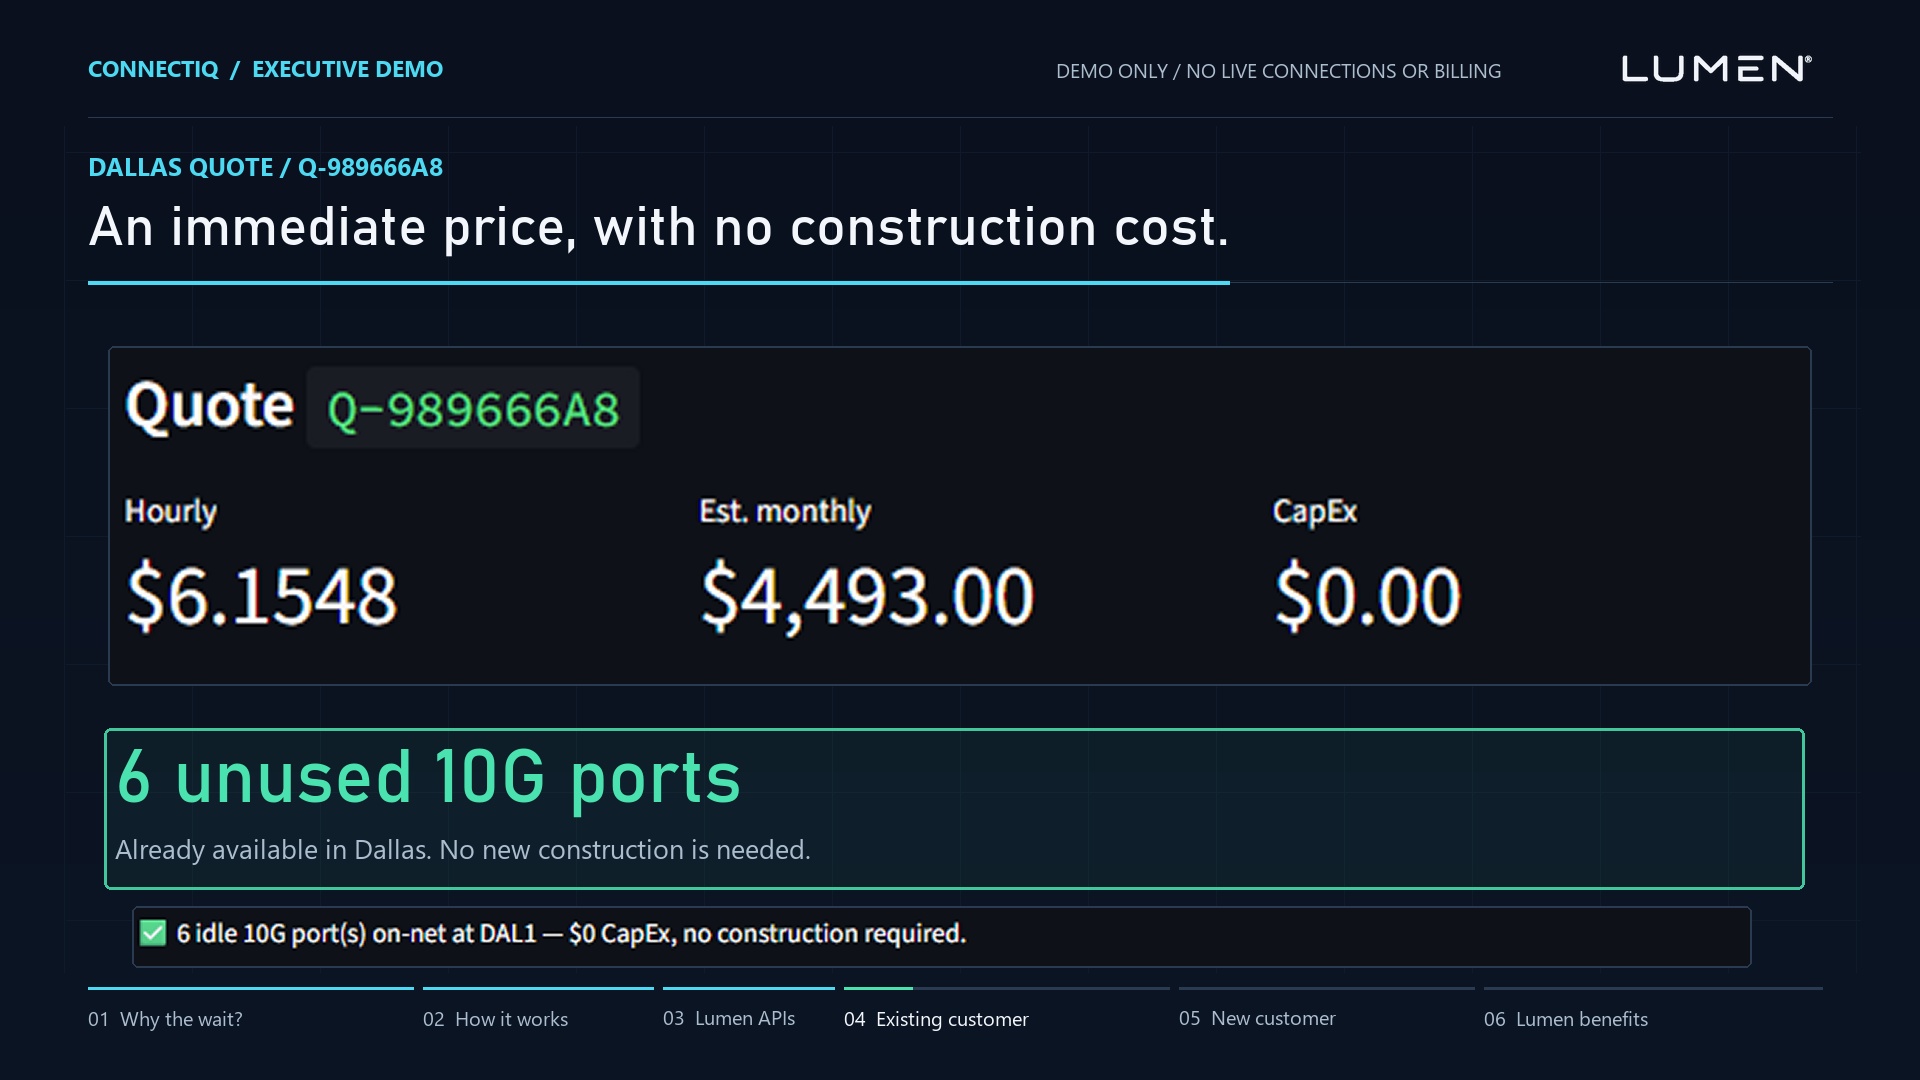 CONNECTIQ / EXECUTIVE DEMO
DEMO ONLY / NO LIVE CONNECTIONS OR BILLING
LUMEN®
DALLAS QUOTE / Q-989666A8
An immediate price, with no construction cost.
Quote Q-989666A8
Hourly
$6.1548
Est. monthly
$4,493.00
CapEx
$0.00
6 unused 10G ports
Already available in Dallas. No new construction is needed.
✅ 6 idle 10G port(s) on-net at DAL1 — $0 CapEx, no construction required.
01 Why the wait?
02 How it works
03 Lumen APIs
04 Existing customer
05 New customer
06 Lumen benefits